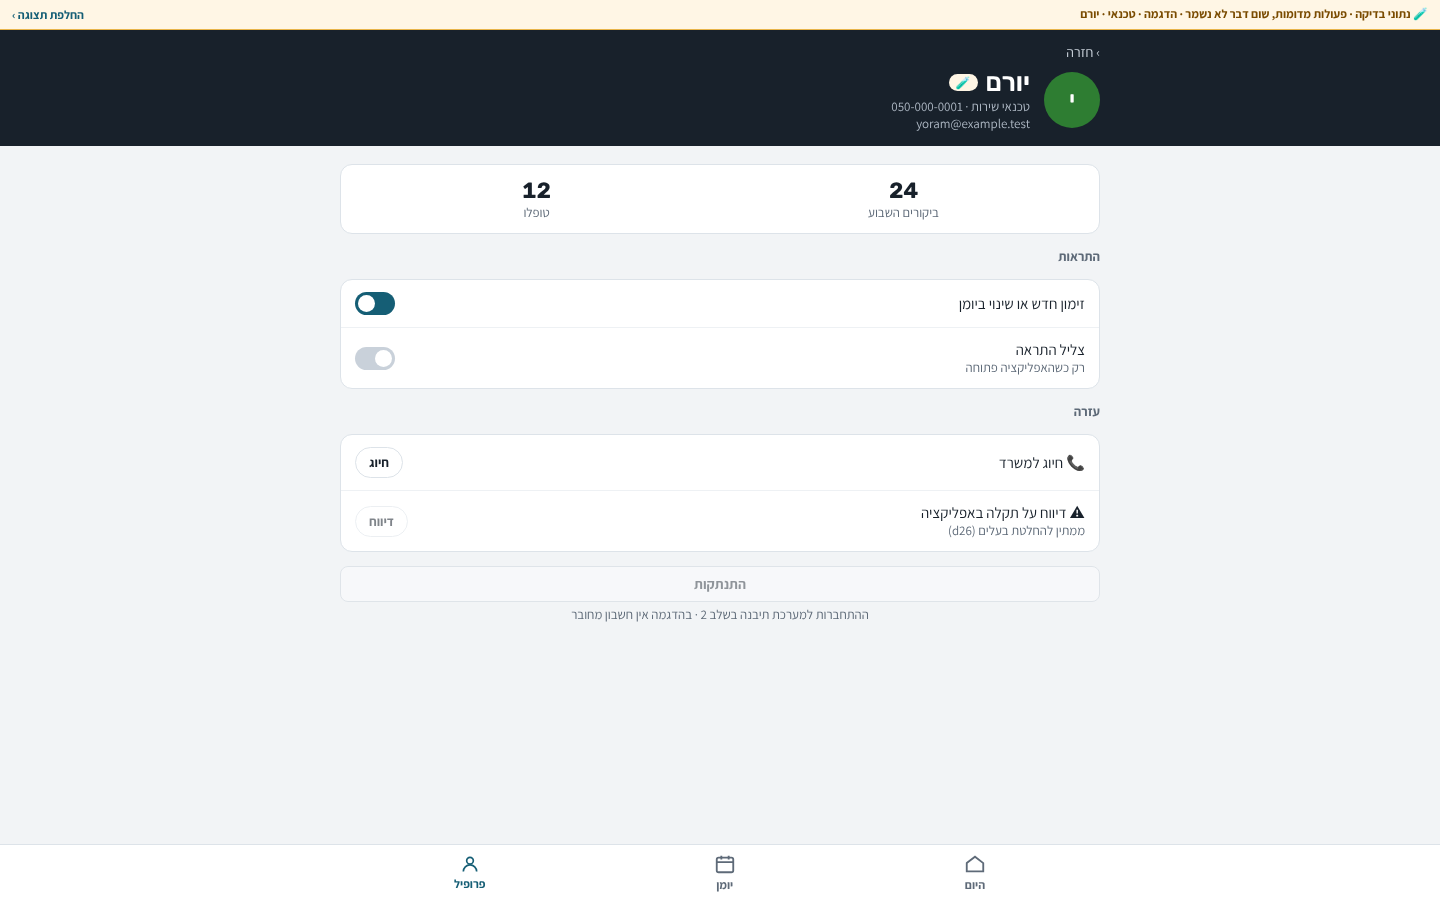 🧪 נתוני בדיקה · פעולות מדומות, שום דבר לא נשמר · הדגמה · טכנאי · יורם
החלפת תצוגה ›
› חזרה
י
יורם 🧪
טכנאי שירות · 050-000-0001
yoram@example.test
24
ביקורים השבוע
12
טופלו
התראות
זימון חדש או שינוי ביומן
צליל התראה
רק כשהאפליקציה פתוחה
עזרה
📞 חיוג למשרד
חיוג
⚠ דיווח על תקלה באפליקציה
ממתין להחלטת בעלים (d26)
דיווח
התנתקות
ההתחברות למערכת תיבנה בשלב 2 · בהדגמה אין חשבון מחובר
היום
יומן
פרופיל